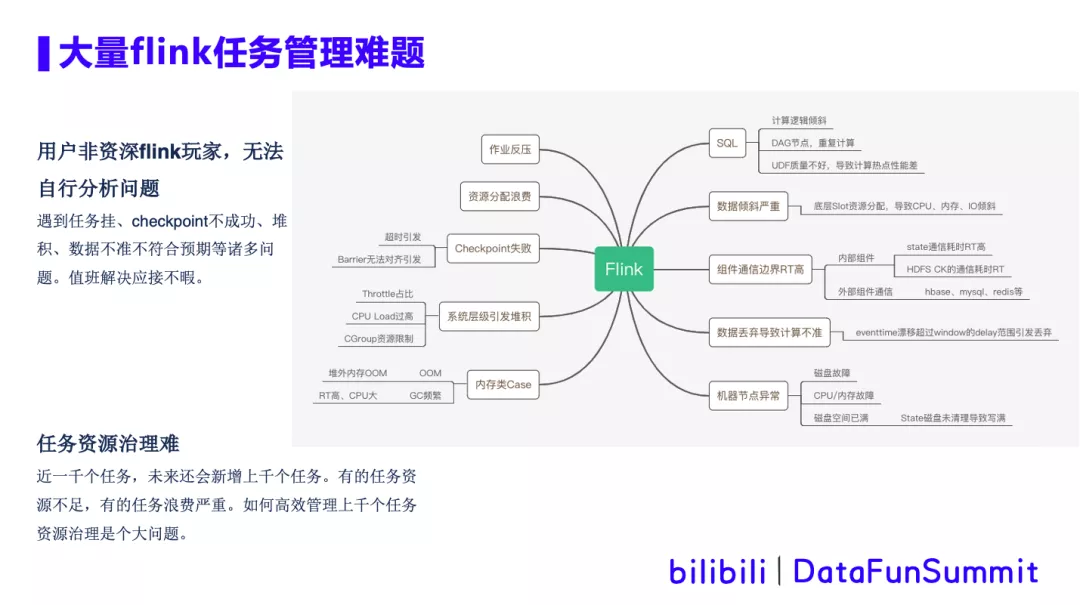 大量flink任务管理难题
用户非资深flink玩家，无法
自行分析问题
遇到任务挂、checkpoint不成功、堆
积、数据不准不符合预期等诸多问
题。值班解决应接不暇。
任务资源治理难
近一千个任务，未来还会新增上千个任务。有的任务资
源不足，有的任务浪费严重。如何高效管理上千个任务
资源治理是个大问题。
Flink
作业反压
资源分配浪费
Checkpoint失败
超时引发
Barrier无法对齐引发
系统层级引发堆积
Throttle占比
CPU Load过高
CGroup资源限制
内存类Case
堆外内存OOM OOM
RT高、CPU大 GC频繁
SQL
计算逻辑倾斜
DAG节点，重复计算
UDF质量不好，导致计算热点性能差
数据倾斜严重
底层Slot资源分配，导致CPU、内存、IO倾斜
组件通信边界RT高
内部组件
state通信耗时RT高
HDFS CK的通信耗时RT
外部组件通信 hbase、mysql、redis等
数据丢弃导致计算不准
eventtime漂移超过window的delay范围引发丢弃
机器节点异常
磁盘故障
CPU/内存故障
磁盘空间已满 State磁盘未清理导致写满
bilibili | DataFunSummit